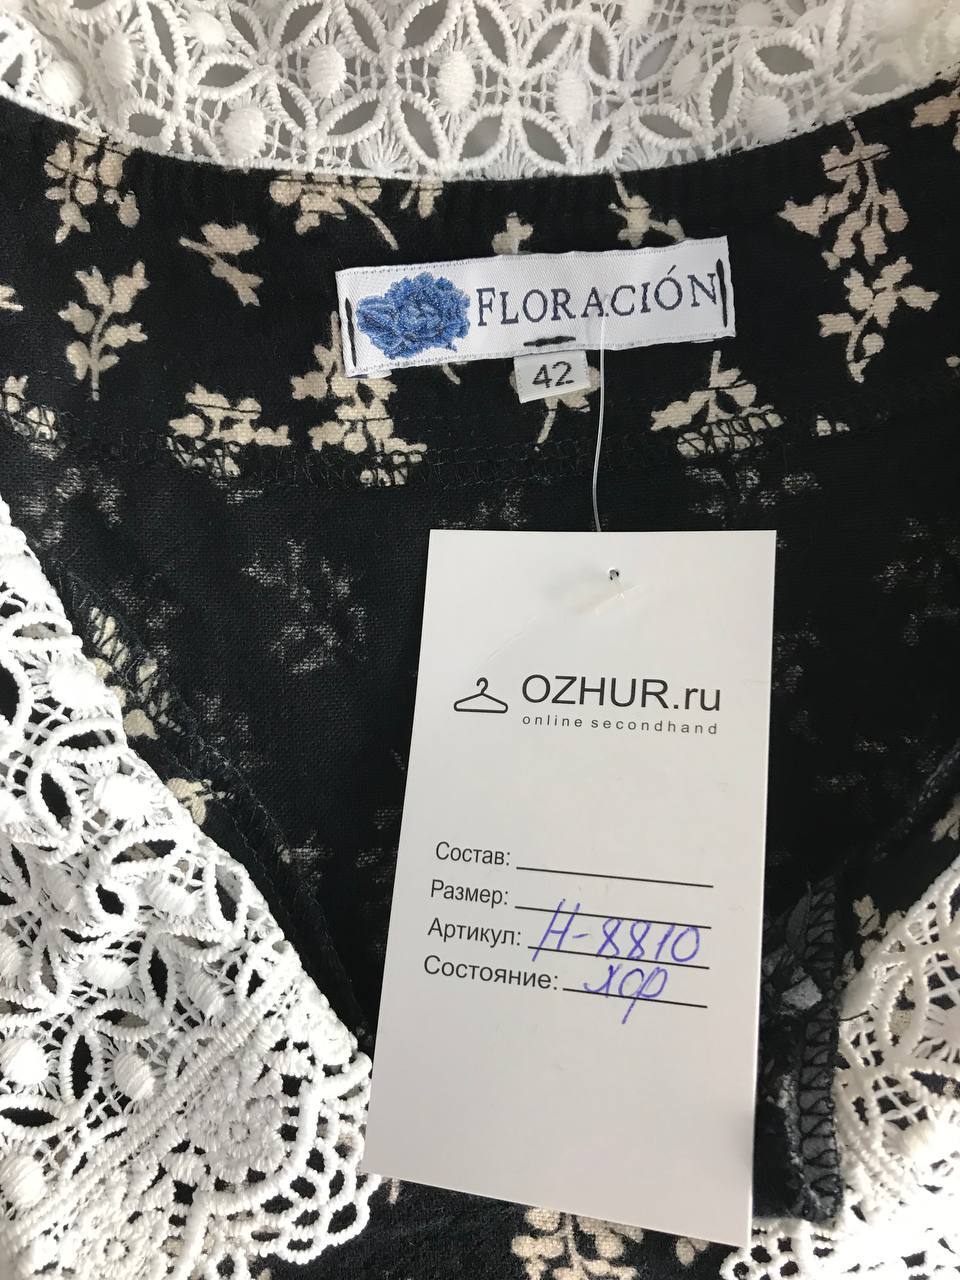 FLORACIÓN
42
OZHUR.ru
online secondhand
Состав:
Размер:
Артикул: Н-8810
Состояние: хор